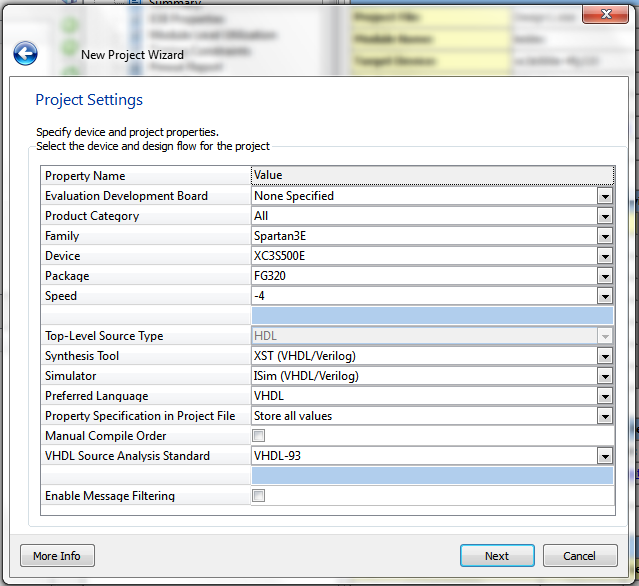 Summary
New Project Wizard
Project Settings
Specify device and project properties.
Select the device and design flow for the project
Property Name Value
Evaluation Development Board None Specified
Product Category All
Family Spartan3E
Device XC3S500E
Package FG320
Speed -4
Top-Level Source Type HDL
Synthesis Tool XST (VHDL/Verilog)
Simulator ISim (VHDL/Verilog)
Preferred Language VHDL
Property Specification in Project File Store all values
Manual Compile Order
VHDL Source Analysis Standard VHDL-93
Enable Message Filtering
More Info Next Cancel